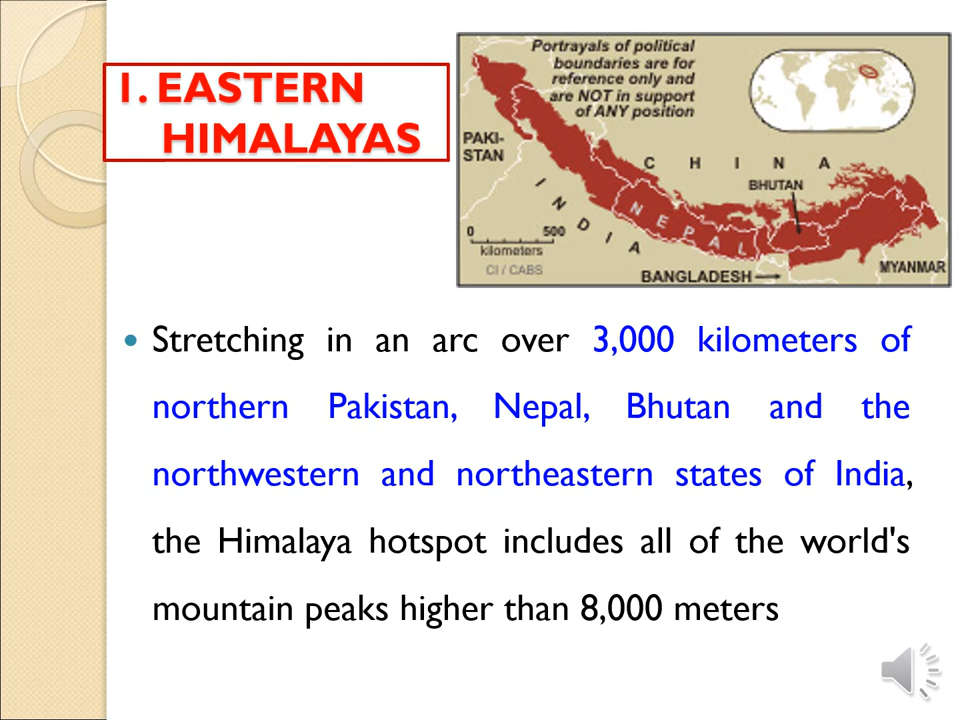 1. EASTERN
HIMALAYAS
Portrayals of political
boundaries are for
reference only and
are NOT in support
of ANY position
PAKI-
STAN
C H I N A
BHUTAN
I N D I A
N E P A L
0 500
kilometers
CI / CABS
BANGLADESH
MYANMAR
Stretching in an arc over 3,000 kilometers of
northern Pakistan, Nepal, Bhutan and the
northwestern and northeastern states of India,
the Himalaya hotspot includes all of the world's
mountain peaks higher than 8,000 meters